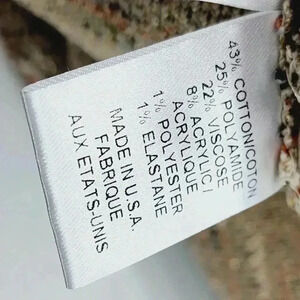 43% COTTON/COTON
25% POLYAMIDE
22% VISCOSE
8% ACRYLIC /
ACRYLIQUE
1% POLYESTER
1% ELASTANE
MADE IN U.S.A.
FABRIQUE
AUX ETATS-UNIS